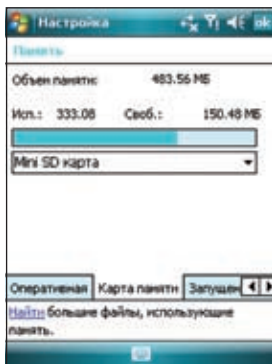 Настройка
Память
Объем памяти: 483.56 МБ
Исп.: 333.08 Своб.: 150.48 МБ
Mini SD карта
Оперативная Карта памяти Запущен
Найти большие файлы, использующие
память.